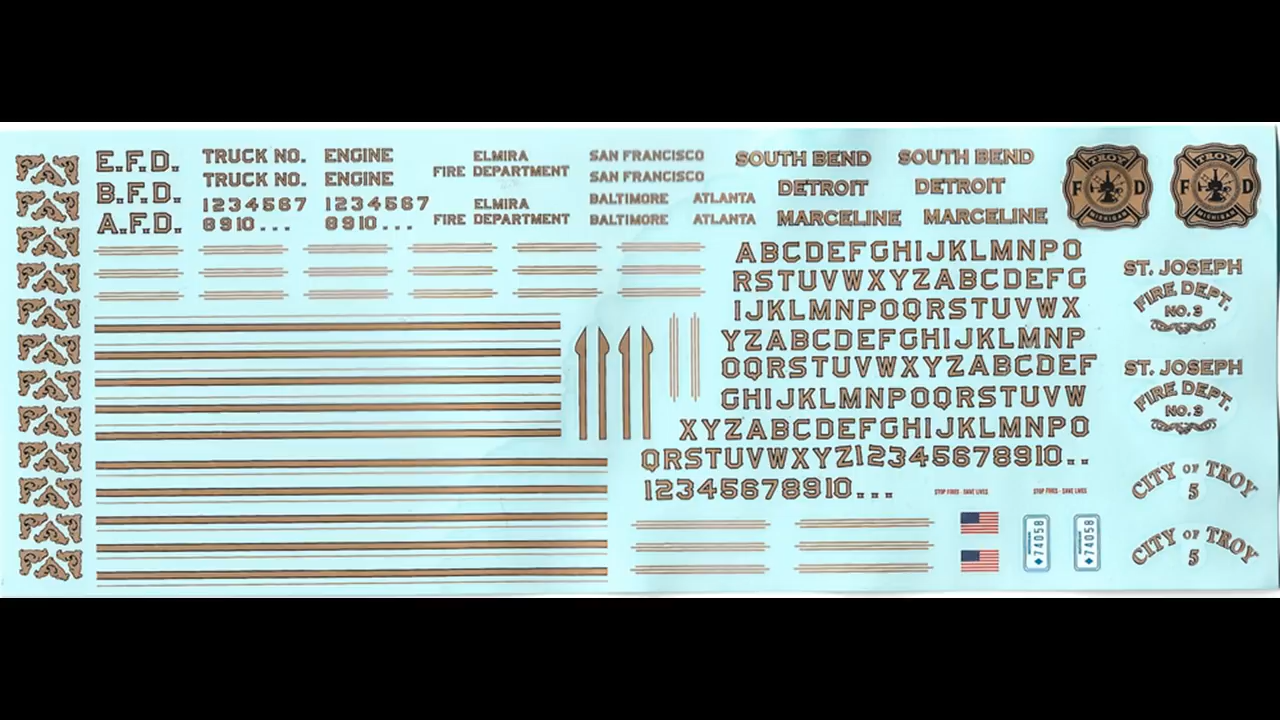 E.F.D.
B.F.D.
A.F.D.
TRUCK NO.
TRUCK NO.
1234567
8910...
ENGINE
ENGINE
1234567
8910...
ELMIRA
FIRE DEPARTMENT
ELMIRA
FIRE DEPARTMENT
SAN FRANCISCO
SAN FRANCISCO
BALTIMORE ATLANTA
BALTIMORE ATLANTA
SOUTH BEND SOUTH BEND
DETROIT DETROIT
MARCELINE MARCELINE
TROY
F D
MICHIGAN
TROY
F D
MICHIGAN
ABCDEFGHIJKLMNPO
RSTUVWXYZABCDEFG
IJKLMNPOQRSTUVWX
YZABCDEFGHIJKLMNP
OQRSTUVWXYZABCDEF
GHIJKLMNPOQRSTUVW
XYZABCDEFGHIJKLMNPO
QRSTUVWXYZ12345678910..
12345678910...
STOP FIRES - SAVE LIVES
STOP FIRES - SAVE LIVES
74058
74058
ST. JOSEPH
FIRE DEPT.
NO. 3
ST. JOSEPH
FIRE DEPT.
NO. 3
CITY OF TROY
5
CITY OF TROY
5